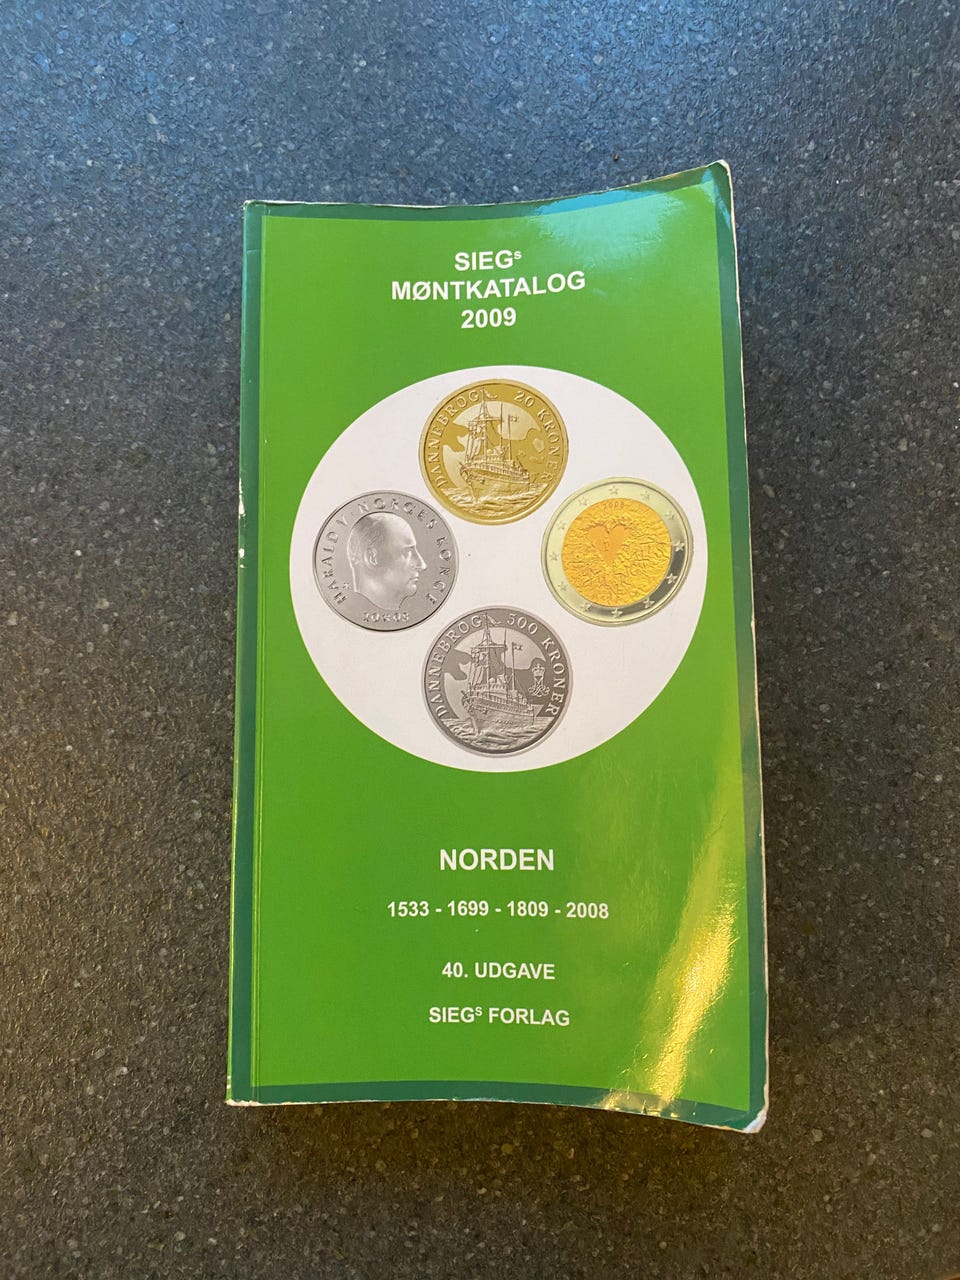 SIEGˢ
MØNTKATALOG
2009
DANNEBROG 20 KRONER
HARALD V · NORGES KONGE
2008
DANNEBROG 500 KRONER
NORDEN
1533 - 1699 - 1809 - 2008
40. UDGAVE
SIEGˢ FORLAG